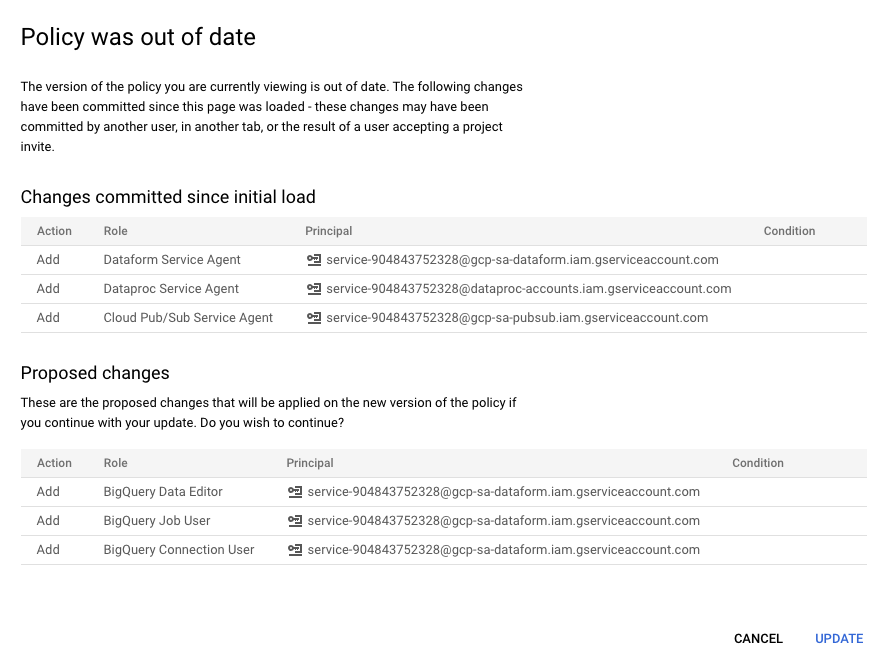 Policy was out of date
The version of the policy you are currently viewing is out of date. The following changes
have been committed since this page was loaded - these changes may have been
committed by another user, in another tab, or the result of a user accepting a project
invite.
Changes committed since initial load
Action Role Principal Condition
Add Dataform Service Agent service-904843752328@gcp-sa-dataform.iam.gserviceaccount.com
Add Dataproc Service Agent service-904843752328@dataproc-accounts.iam.gserviceaccount.com
Add Cloud Pub/Sub Service Agent service-904843752328@gcp-sa-pubsub.iam.gserviceaccount.com
Proposed changes
These are the proposed changes that will be applied on the new version of the policy if
you continue with your update. Do you wish to continue?
Action Role Principal Condition
Add BigQuery Data Editor service-904843752328@gcp-sa-dataform.iam.gserviceaccount.com
Add BigQuery Job User service-904843752328@gcp-sa-dataform.iam.gserviceaccount.com
Add BigQuery Connection User service-904843752328@gcp-sa-dataform.iam.gserviceaccount.com
CANCEL UPDATE